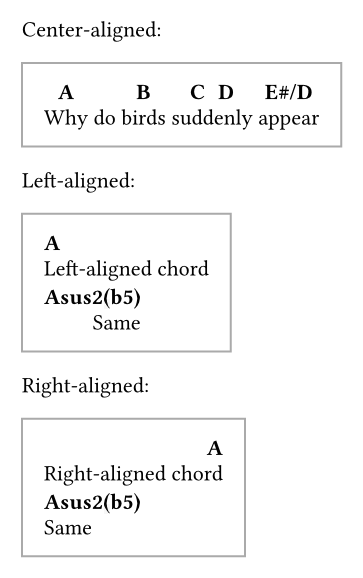 Center-aligned:
A B C D E#/D
Why do birds suddenly appear
Left-aligned:
A
Left-aligned chord
Asus2(b5)
Same
Right-aligned:
A
Right-aligned chord
Asus2(b5)
Same